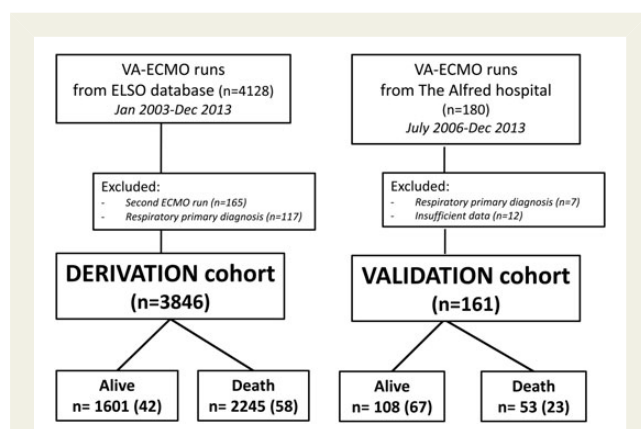 VA-ECMO runs
from ELSO database (n=4128)
Jan 2003-Dec 2013
VA-ECMO runs
from The Alfred hospital
(n=180)
July 2006-Dec 2013
Excluded:
- Second ECMO run (n=165)
- Respiratory primary diagnosis (n=117)
Excluded:
- Respiratory primary diagnosis (n=7)
- Insufficient data (n=12)
DERIVATION cohort
(n=3846)
VALIDATION cohort
(n=161)
Alive
n= 1601 (42)
Death
n= 2245 (58)
Alive
n= 108 (67)
Death
n= 53 (23)